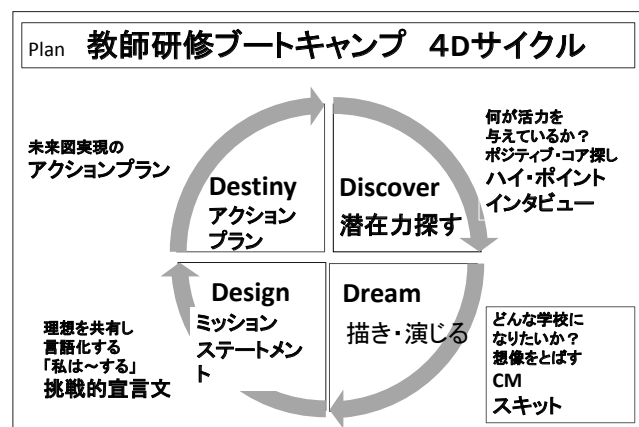 Plan 教師研修ブートキャンプ 4Dサイクル
未来図実現の
アクションプラン
Destiny
アクション
プラン
Discover
潜在力探す
何が活力を
与えているか？
ポジティブ・コア探し
ハイ・ポイント
インタビュー
理想を共有し
言語化する
「私は～する」
挑戦的宣言文
Design
ミッション
ステートメン
ト
Dream
描き・演じる
どんな学校に
なりたいか？
想像をとばす
CM
スキット